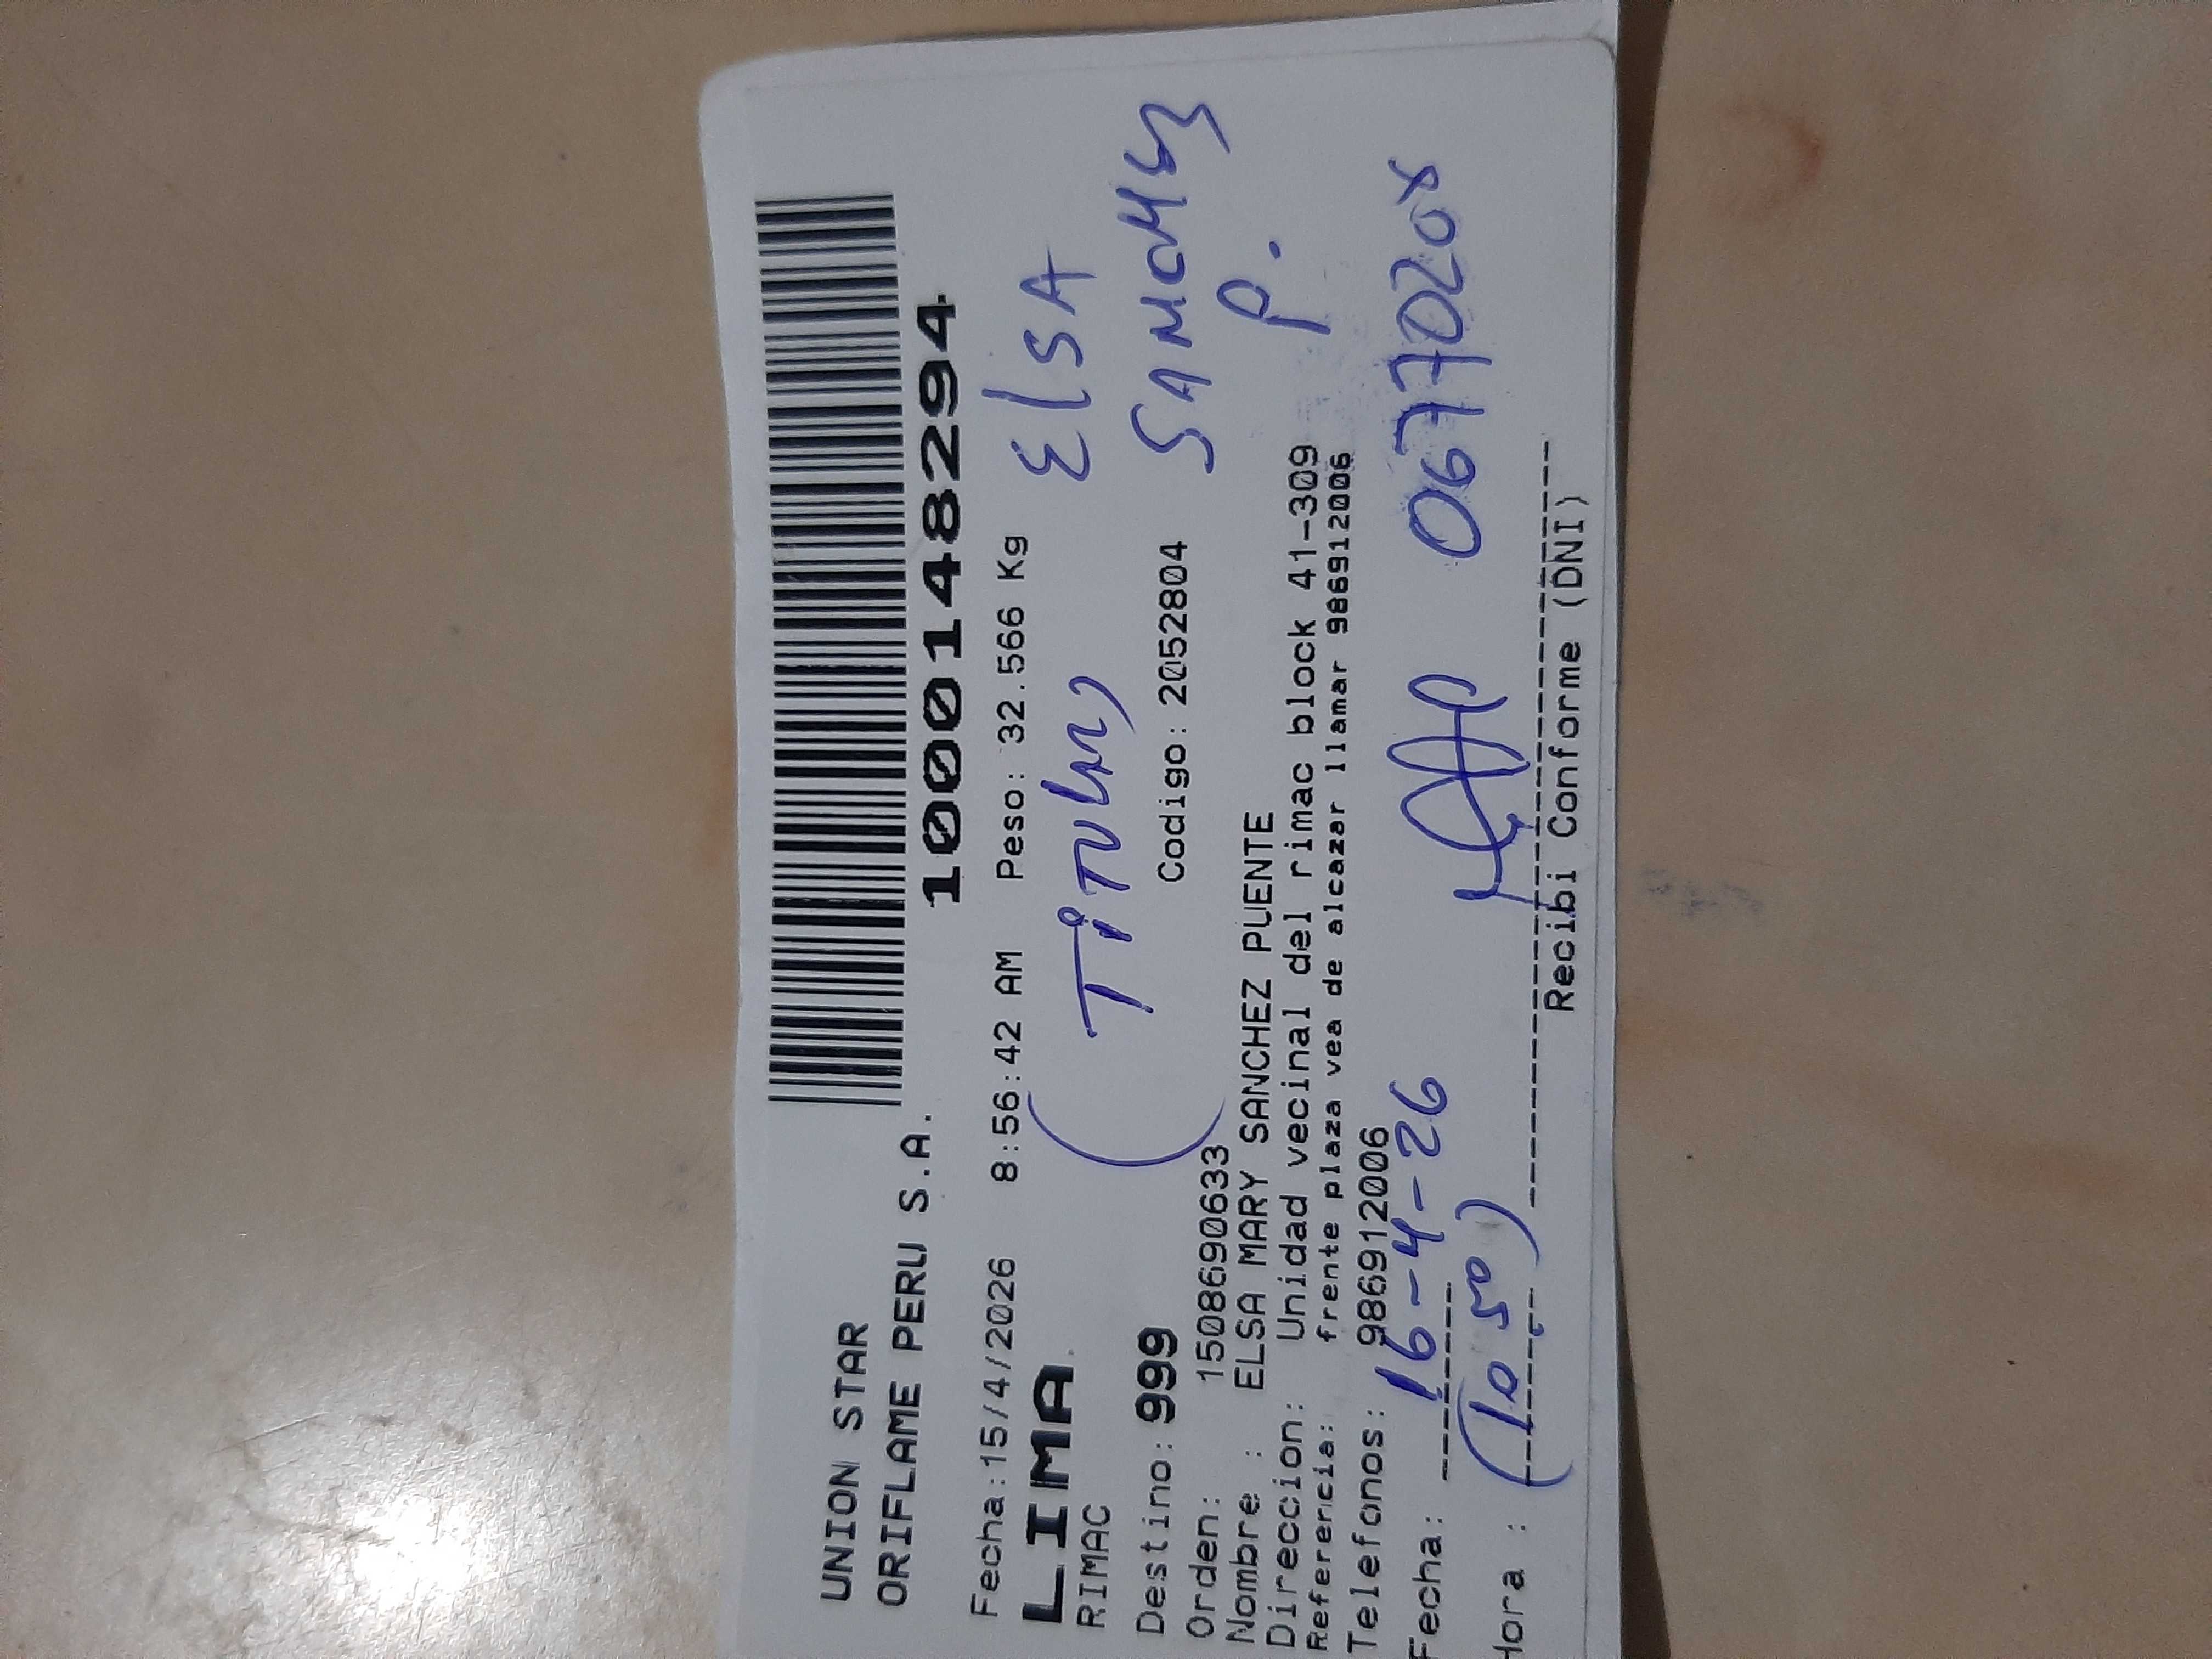 UNION STAR
ORIFLAME PERU S.A.
1000148294
Fecha:15/4/2026 8:56:42 AM Peso: 32.566 Kg
LIMA
RIMAC
ELSA
(TITULAR)
SANCHEZ
P.
Destino: 999 Codigo: 2052804
Orden: 1508690633
Nombre : ELSA MARY SANCHEZ PUENTE
Direccion: Unidad vecinal del rimac block 41-309
Referencia: frente plaza vea de alcazar llamar 986912006
Telefonos: 986912006
Fecha: 16-4-26
Hora :
Recibi Conforme (DNI)